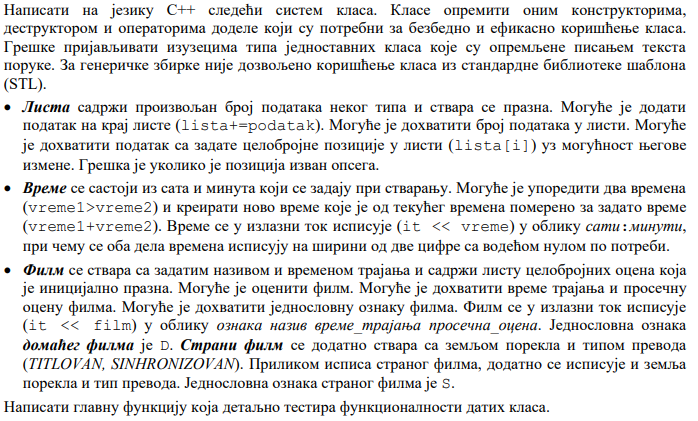 Написати на језику C++ следећи систем класа. Класе опремити оним конструкторима,
деструктором и операторима доделе који су потребни за безбедно и ефикасно коришћење класа.
Грешке пријављивати изузецима типа једноставних класа које су опремљене писањем текста
поруке. За генеричке збирке није дозвољено коришћење класа из стандардне библиотеке шаблона
(STL).
• Листа садржи произвољан број података неког типа и ствара се празна. Могуће је додати
податак на крај листе (lista+=podatak). Могуће је дохватити број података у листи. Могуће
је дохватити податак са задате целобројне позиције у листи (lista[i]) уз могућност његове
измене. Грешка је уколико је позиција изван опсега.
• Време се састоји из сата и минута који се задају при стварању. Могуће је упоредити два времена
(vreme1>vreme2) и креирати ново време које је од текућег времена померено за задато време
(vreme1+vreme2). Време се у излазни ток исписује (it << vreme) у облику сати:минути,
при чему се оба дела времена исписују на ширини од две цифре са водећом нулом по потреби.
• Филм се ствара са задатим називом и временом трајања и садржи листу целобројних оцена која
је иницијално празна. Могуће је оценити филм. Могуће је дохватити време трајања и просечну
оцену филма. Могуће је дохватити једнословну ознаку филма. Филм се у излазни ток исписује
(it << film) у облику ознака назив време_трајања просечна_оцена. Једнословна ознака
домаћег филма је D. Страни филм се додатно ствара са земљом порекла и типом превода
(TITLOVAN, SINHRONIZOVAN). Приликом исписа страног филма, додатно се исписује и земља
порекла и тип превода. Једнословна ознака страног филма је S.
Написати главну функцију која детаљно тестира функционалности датих класа.